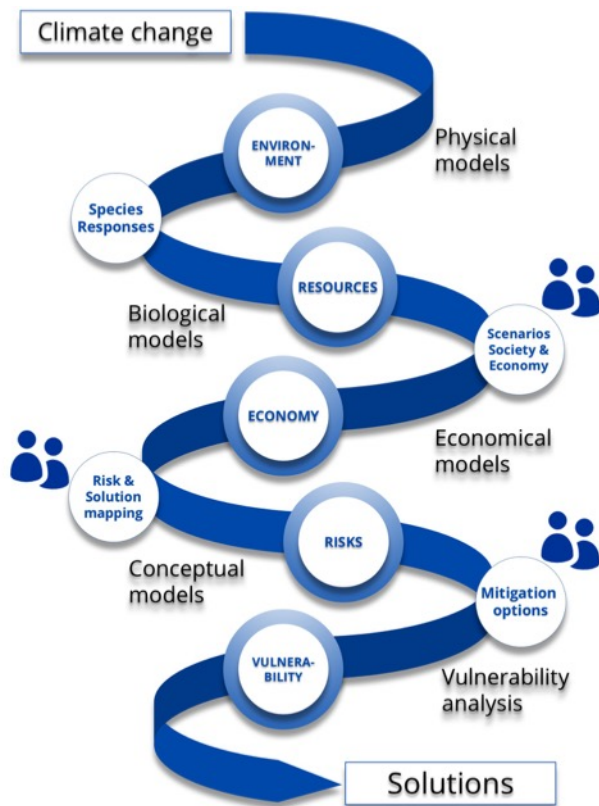 Climate change
ENVIRON-
MENT
Physical
models
Species
Responses
RESOURCES
Biological
models
Scenarios
Society &
Economy
ECONOMY
Economical
models
Risk &
Solution
mapping
RISKS
Conceptual
models
Mitigation
options
VULNERA-
BILITY
Vulnerability
analysis
Solutions